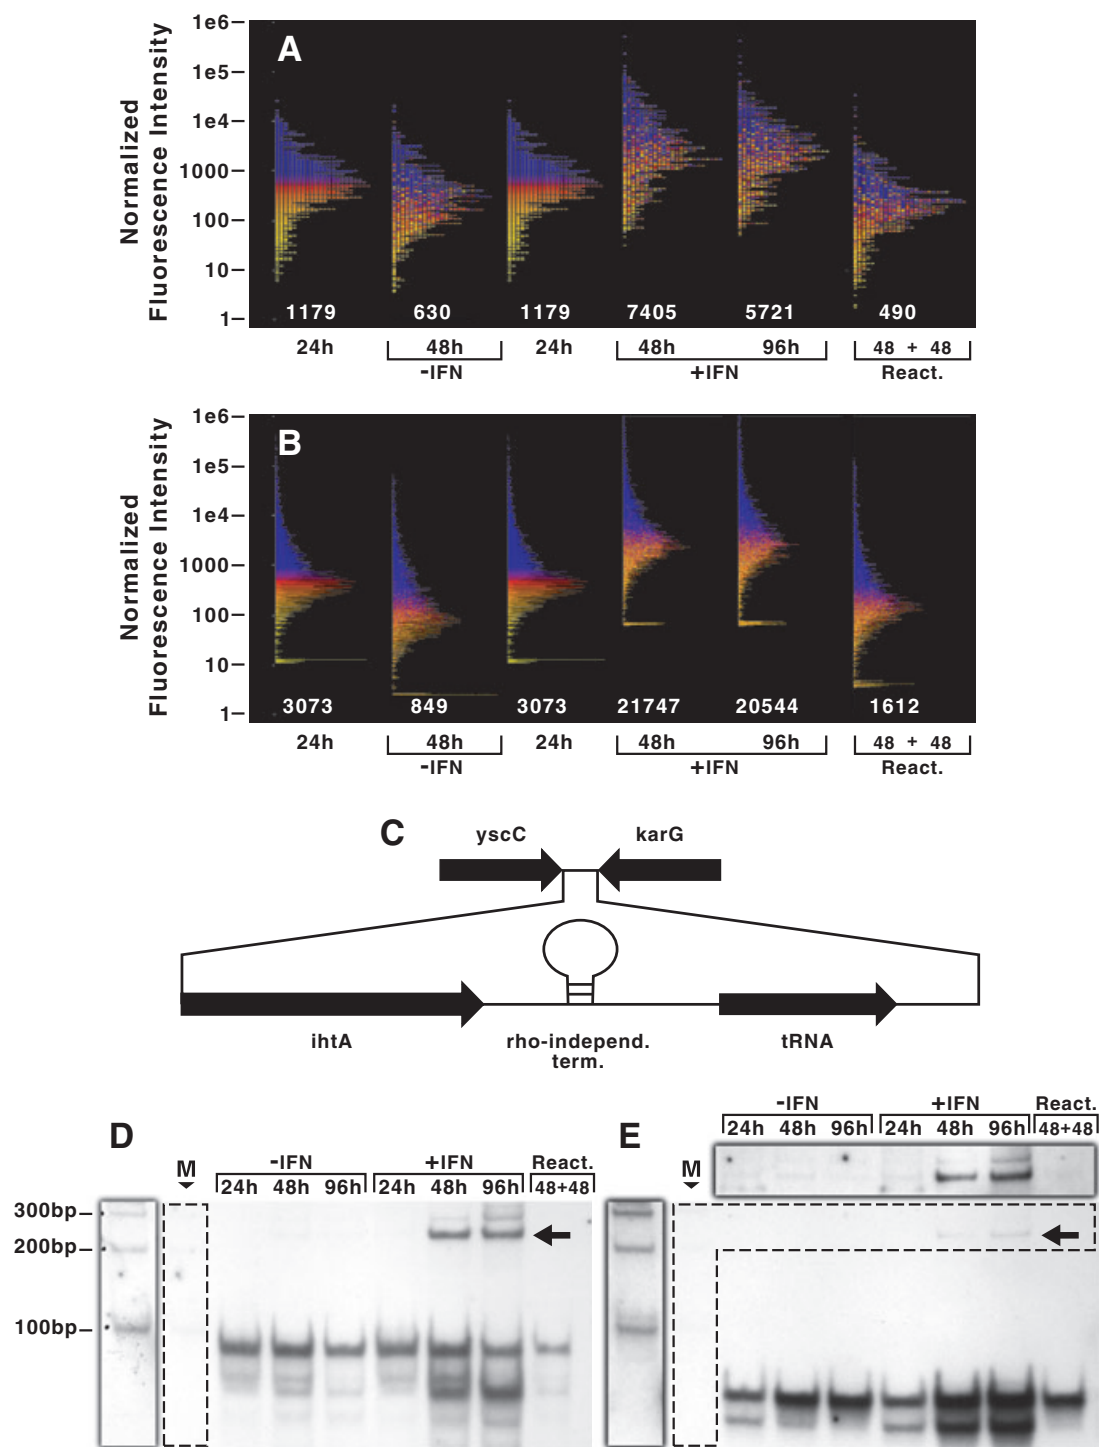 A
Normalized
Fluorescence Intensity
1e6
1e5
1e4
1000
100
10
1
1179 630 1179 7405 5721 490
24h 48h 24h 48h 96h 48 + 48
-IFN +IFN React.
B
Normalized
Fluorescence Intensity
1e6
1e5
1e4
1000
100
10
1
3073 849 3073 21747 20544 1612
24h 48h 24h 48h 96h 48 + 48
-IFN +IFN React.
C
yscC karG
ihtA rho-independ. tRNA
term.
D
M
-IFN +IFN React.
24h 48h 96h 24h 48h 96h 48+48
300bp
200bp
100bp
E
M
-IFN +IFN React.
24h 48h 96h 24h 48h 96h 48+48